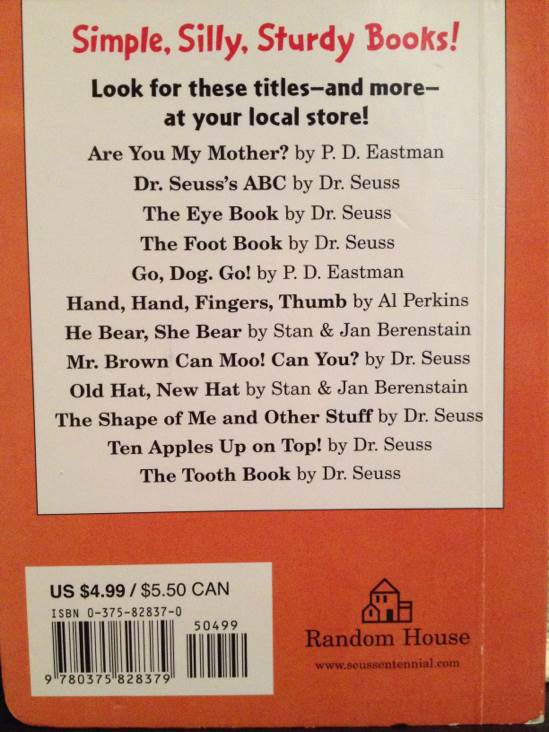 Simple, Silly, Sturdy Books!
Look for these titles—and more—
at your local store!
Are You My Mother? by P. D. Eastman
Dr. Seuss's ABC by Dr. Seuss
The Eye Book by Dr. Seuss
The Foot Book by Dr. Seuss
Go, Dog. Go! by P. D. Eastman
Hand, Hand, Fingers, Thumb by Al Perkins
He Bear, She Bear by Stan & Jan Berenstain
Mr. Brown Can Moo! Can You? by Dr. Seuss
Old Hat, New Hat by Stan & Jan Berenstain
The Shape of Me and Other Stuff by Dr. Seuss
Ten Apples Up on Top! by Dr. Seuss
The Tooth Book by Dr. Seuss
US $4.99 / $5.50 CAN
ISBN 0-375-82837-0
50499
9 780375 828379
Random House
www.seussentennial.com